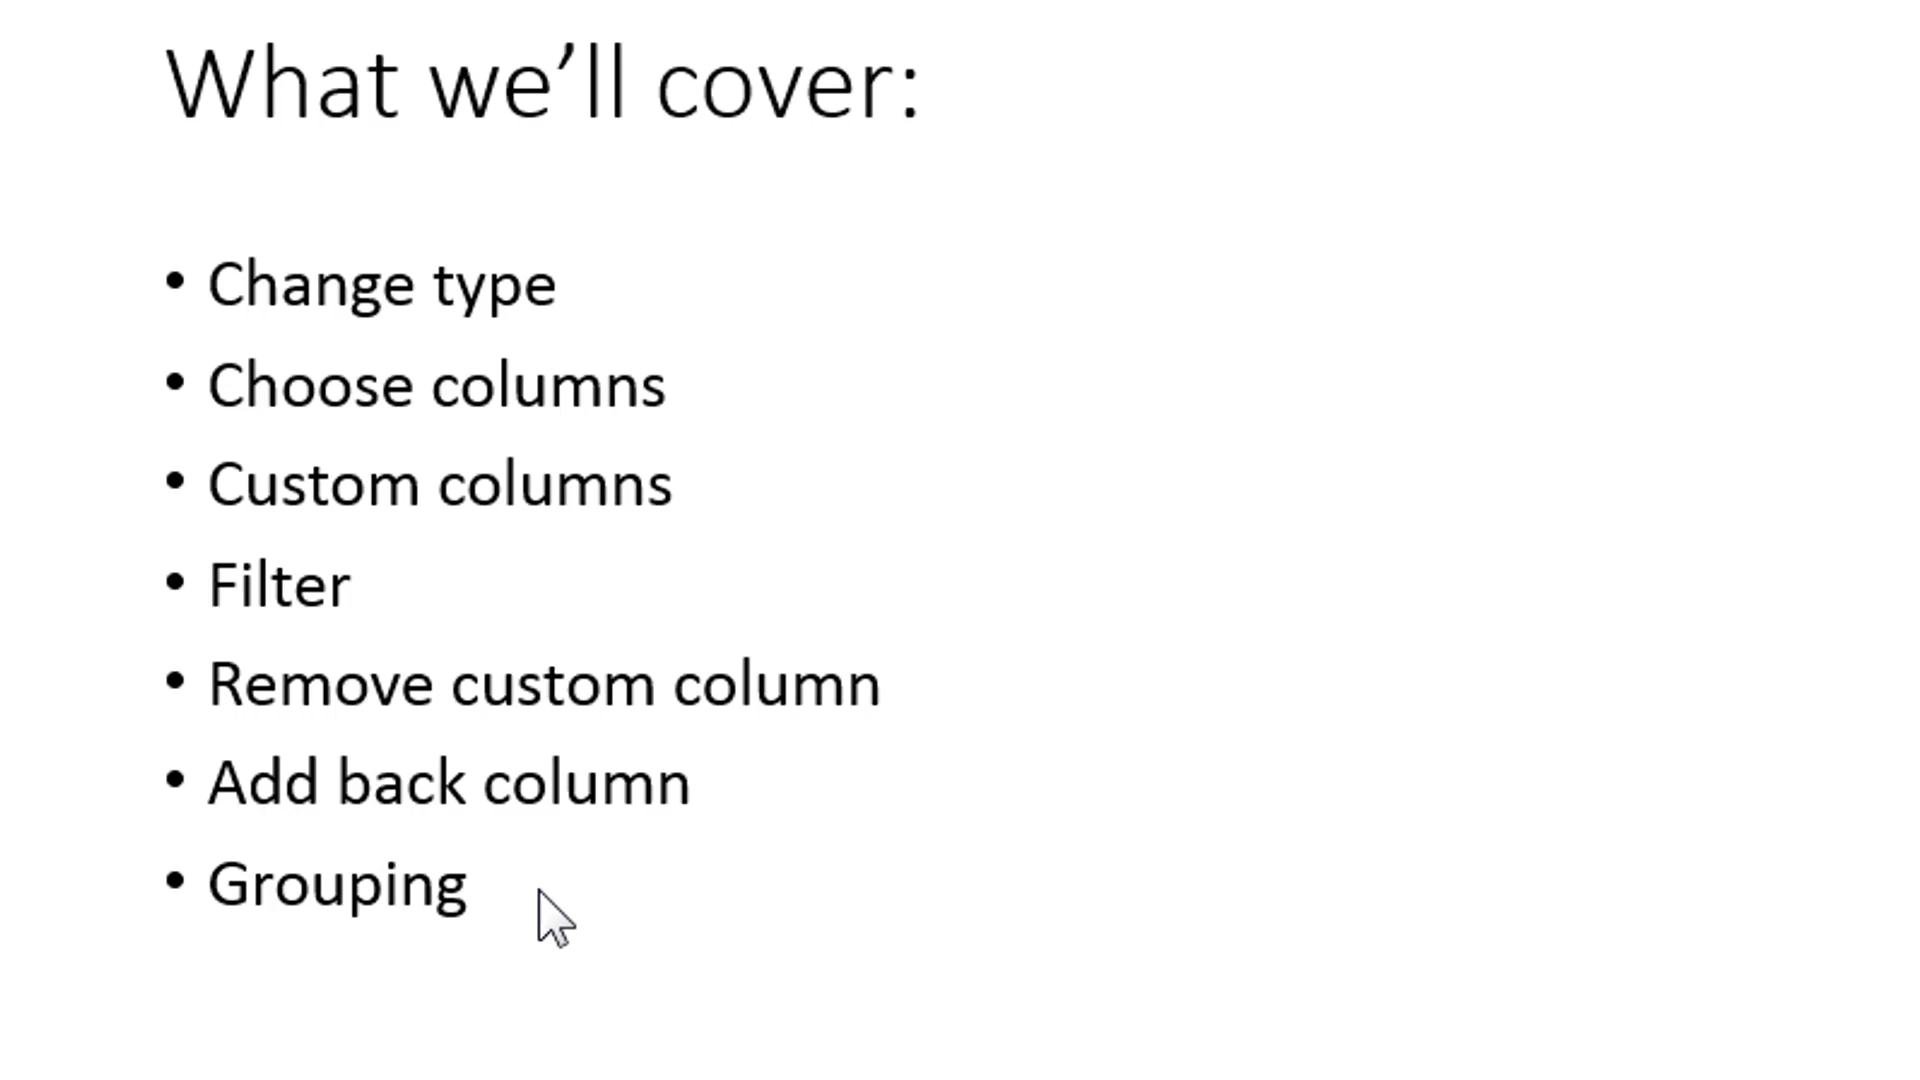 What we’ll cover:
• Change type
• Choose columns
• Custom columns
• Filter
• Remove custom column
• Add back column
• Grouping